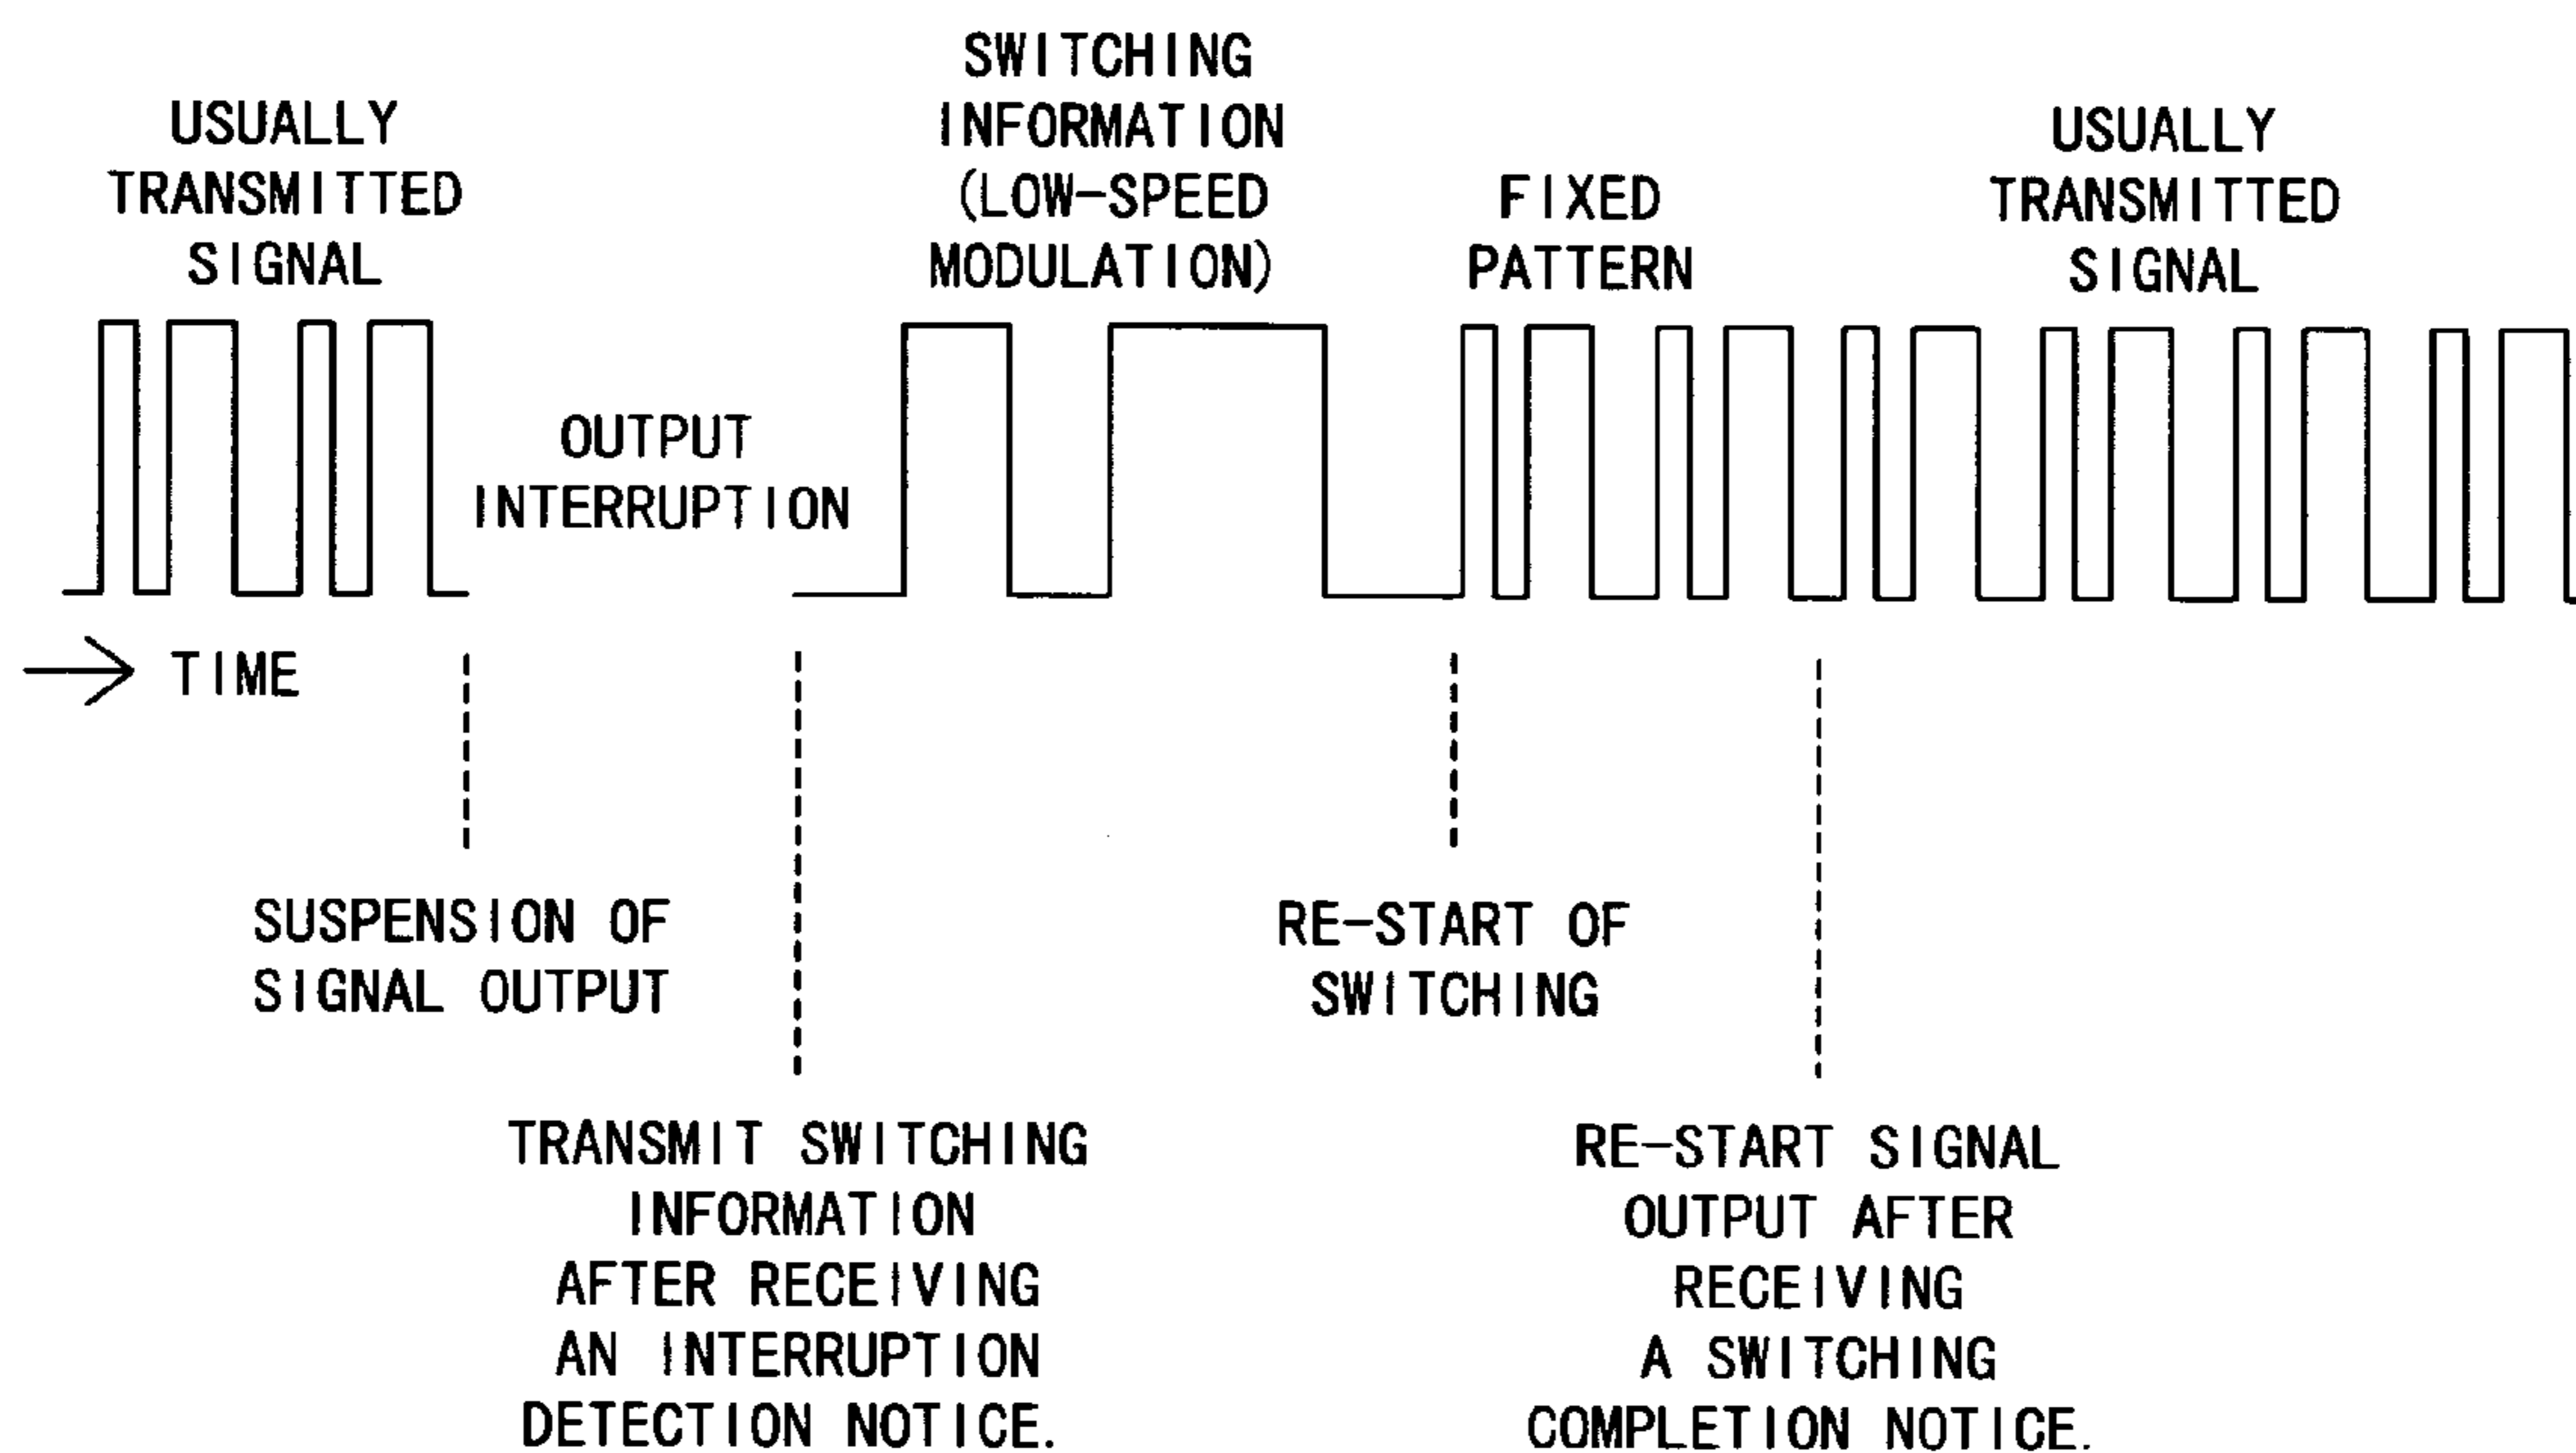 USUALLY
TRANSMITTED
SIGNAL
SWITCHING
INFORMATION
(LOW-SPEED
MODULATION)
FIXED
PATTERN
USUALLY
TRANSMITTED
SIGNAL
OUTPUT
INTERRUPTION
TIME
SUSPENSION OF
SIGNAL OUTPUT
RE-START OF
SWITCHING
TRANSMIT SWITCHING
INFORMATION
AFTER RECEIVING
AN INTERRUPTION
DETECTION NOTICE.
RE-START SIGNAL
OUTPUT AFTER
RECEIVING
A SWITCHING
COMPLETION NOTICE.